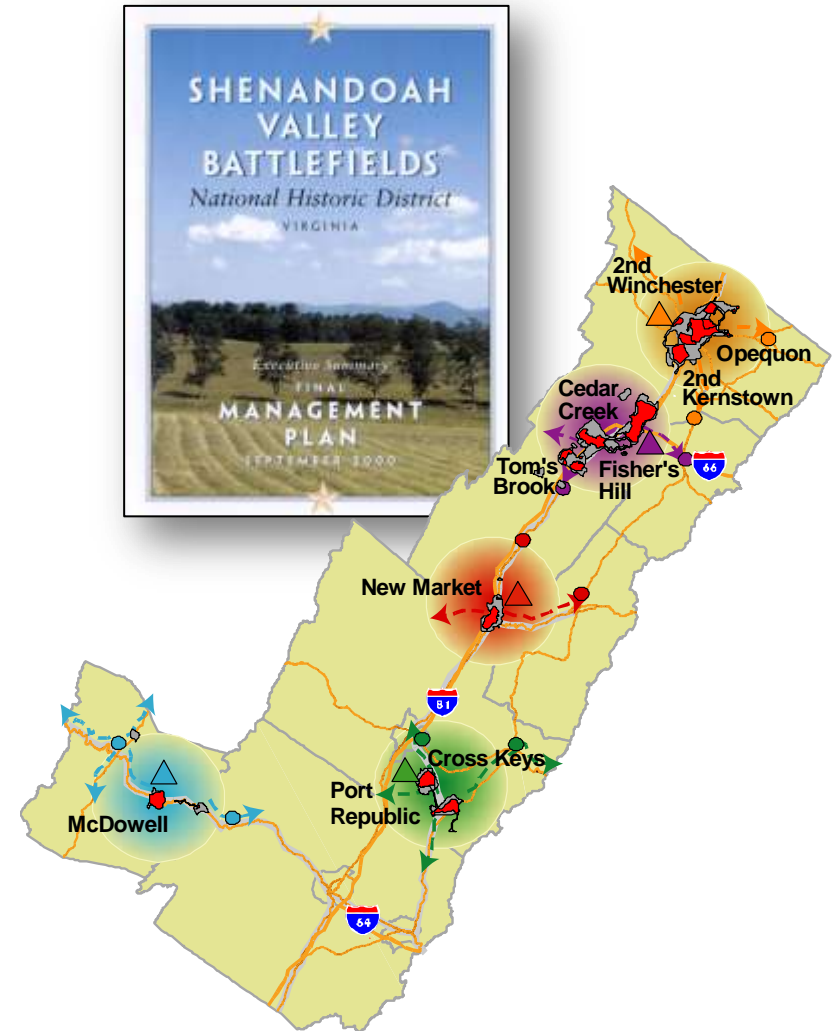 SHENANDOAH
VALLEY
BATTLEFIELDS
National Historic District
VIRGINIA
Executive Summary
FINAL
MANAGEMENT
PLAN
SEPTEMBER 2000
2nd
Winchester
Opequon
2nd
Kernstown
Cedar
Creek
Tom's
Brook
Fisher's
Hill
66
New Market
81
Cross Keys
Port
Republic
McDowell
64